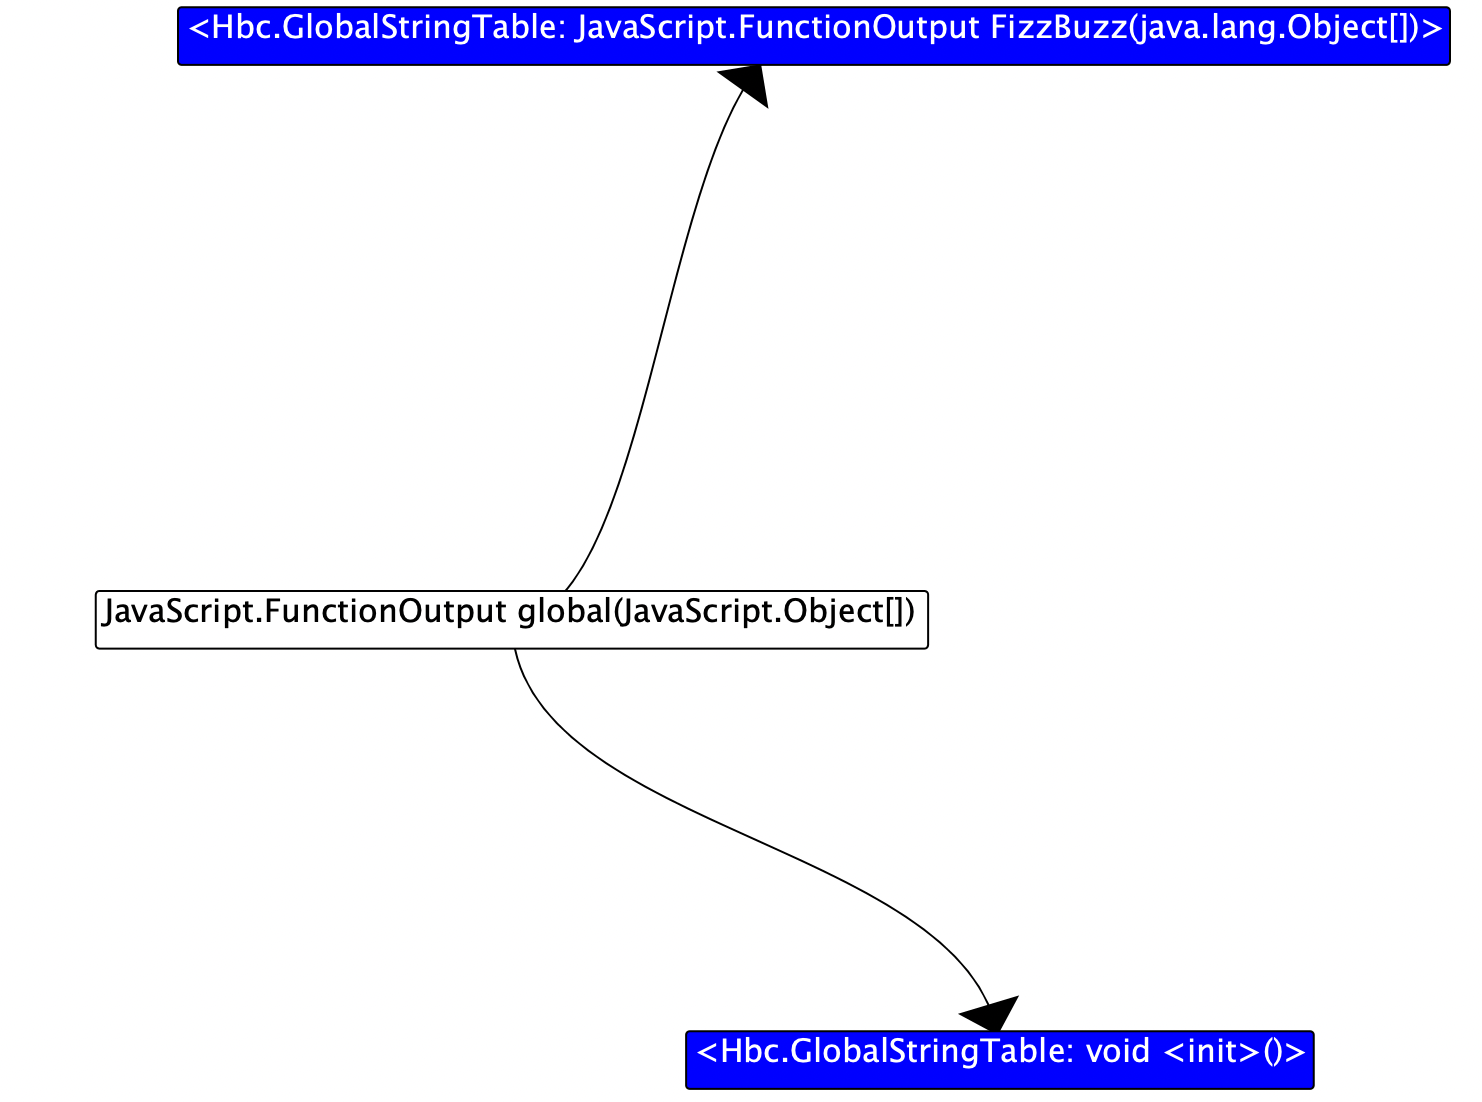 <Hbc.GlobalStringTable: JavaScript.FunctionOutput FizzBuzz(java.lang.Object[])>
JavaScript.FunctionOutput global(JavaScript.Object[])
<Hbc.GlobalStringTable: void <init>()>